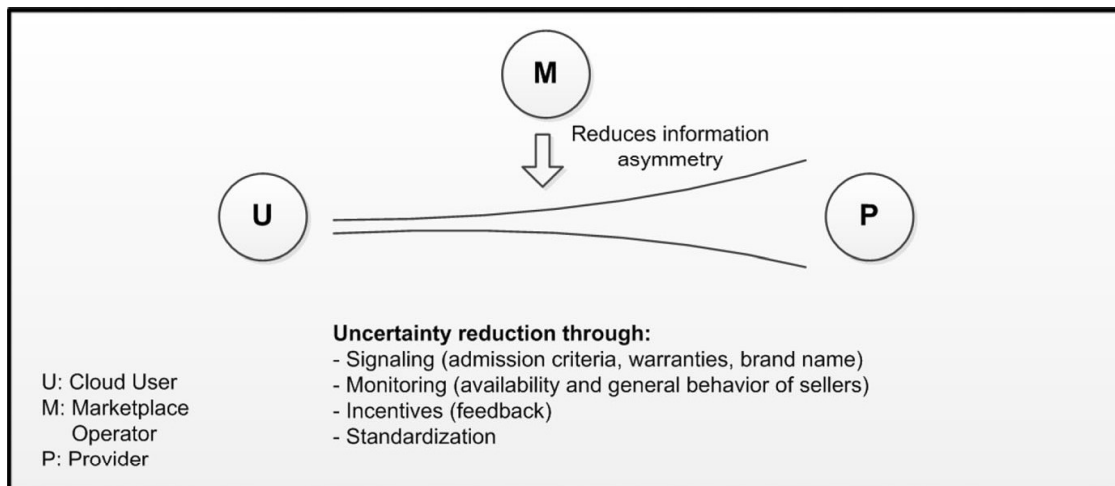 M
Reduces information
asymmetry
U
P
Uncertainty reduction through:
- Signaling (admission criteria, warranties, brand name)
- Monitoring (availability and general behavior of sellers)
- Incentives (feedback)
- Standardization
U: Cloud User
M: Marketplace
Operator
P: Provider